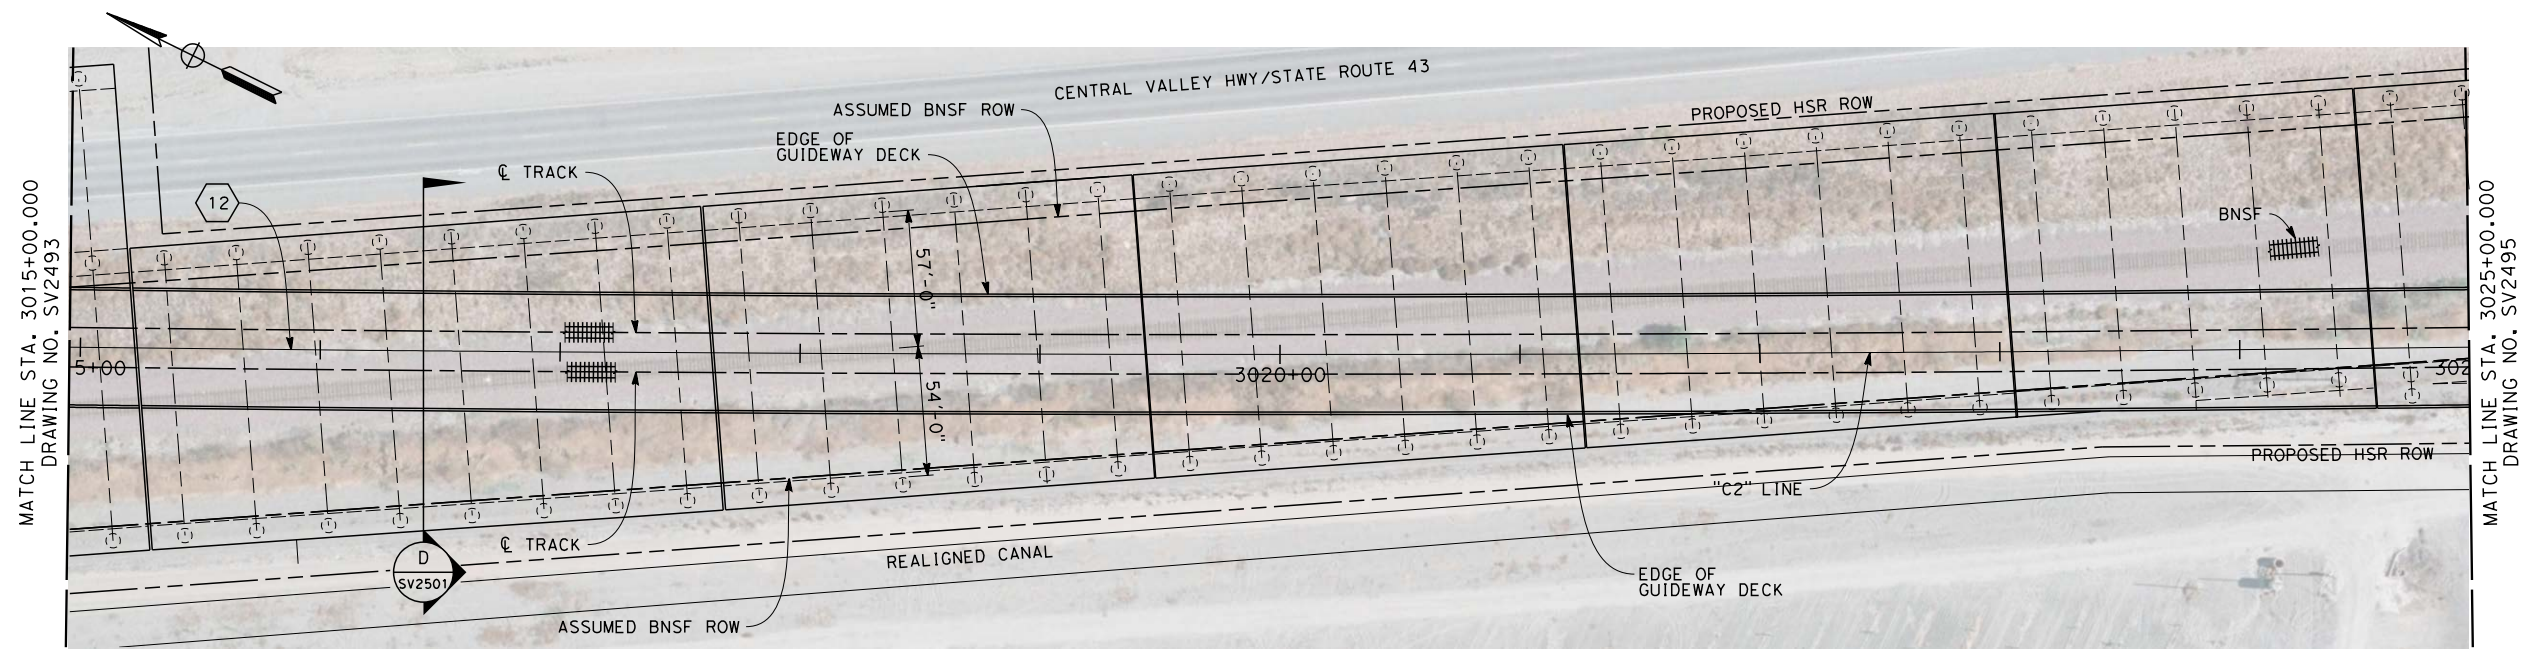 CENTRAL VALLEY HWY/STATE ROUTE 43
ASSUMED BNSF ROW
PROPOSED HSR ROW
EDGE OF
GUIDEWAY DECK
℄ TRACK
12
BNSF
MATCH LINE STA. 3015+00.000
DRAWING NO. SV2493
57'-0"
MATCH LINE STA. 3025+00.000
DRAWING NO. SV2495
5+00
3020+00
302
54'-0"
PROPOSED HSR ROW
"C2" LINE
℄ TRACK
D
SV2501
REALIGNED CANAL
EDGE OF
GUIDEWAY DECK
ASSUMED BNSF ROW